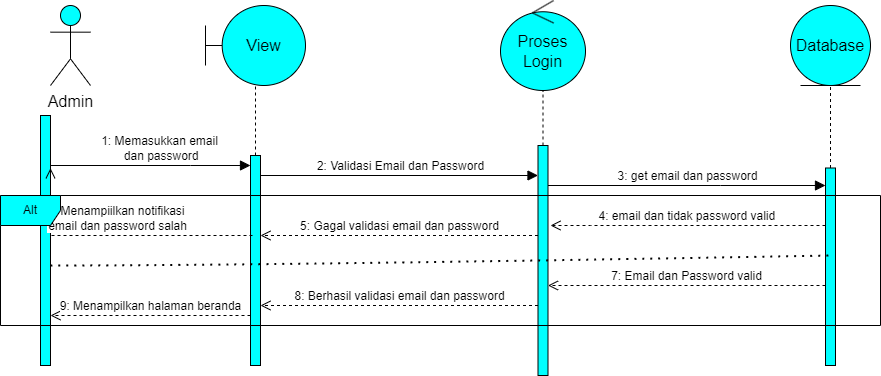 View
Proses
Login
Database
Admin
1: Memasukkan email
dan password
2: Validasi Email dan Password
3: get email dan password
Alt
Menampiilkan notifikasi
email dan password salah
5: Gagal validasi email dan password
4: email dan tidak password valid
7: Email dan Password valid
8: Berhasil validasi email dan password
9: Menampilkan halaman beranda